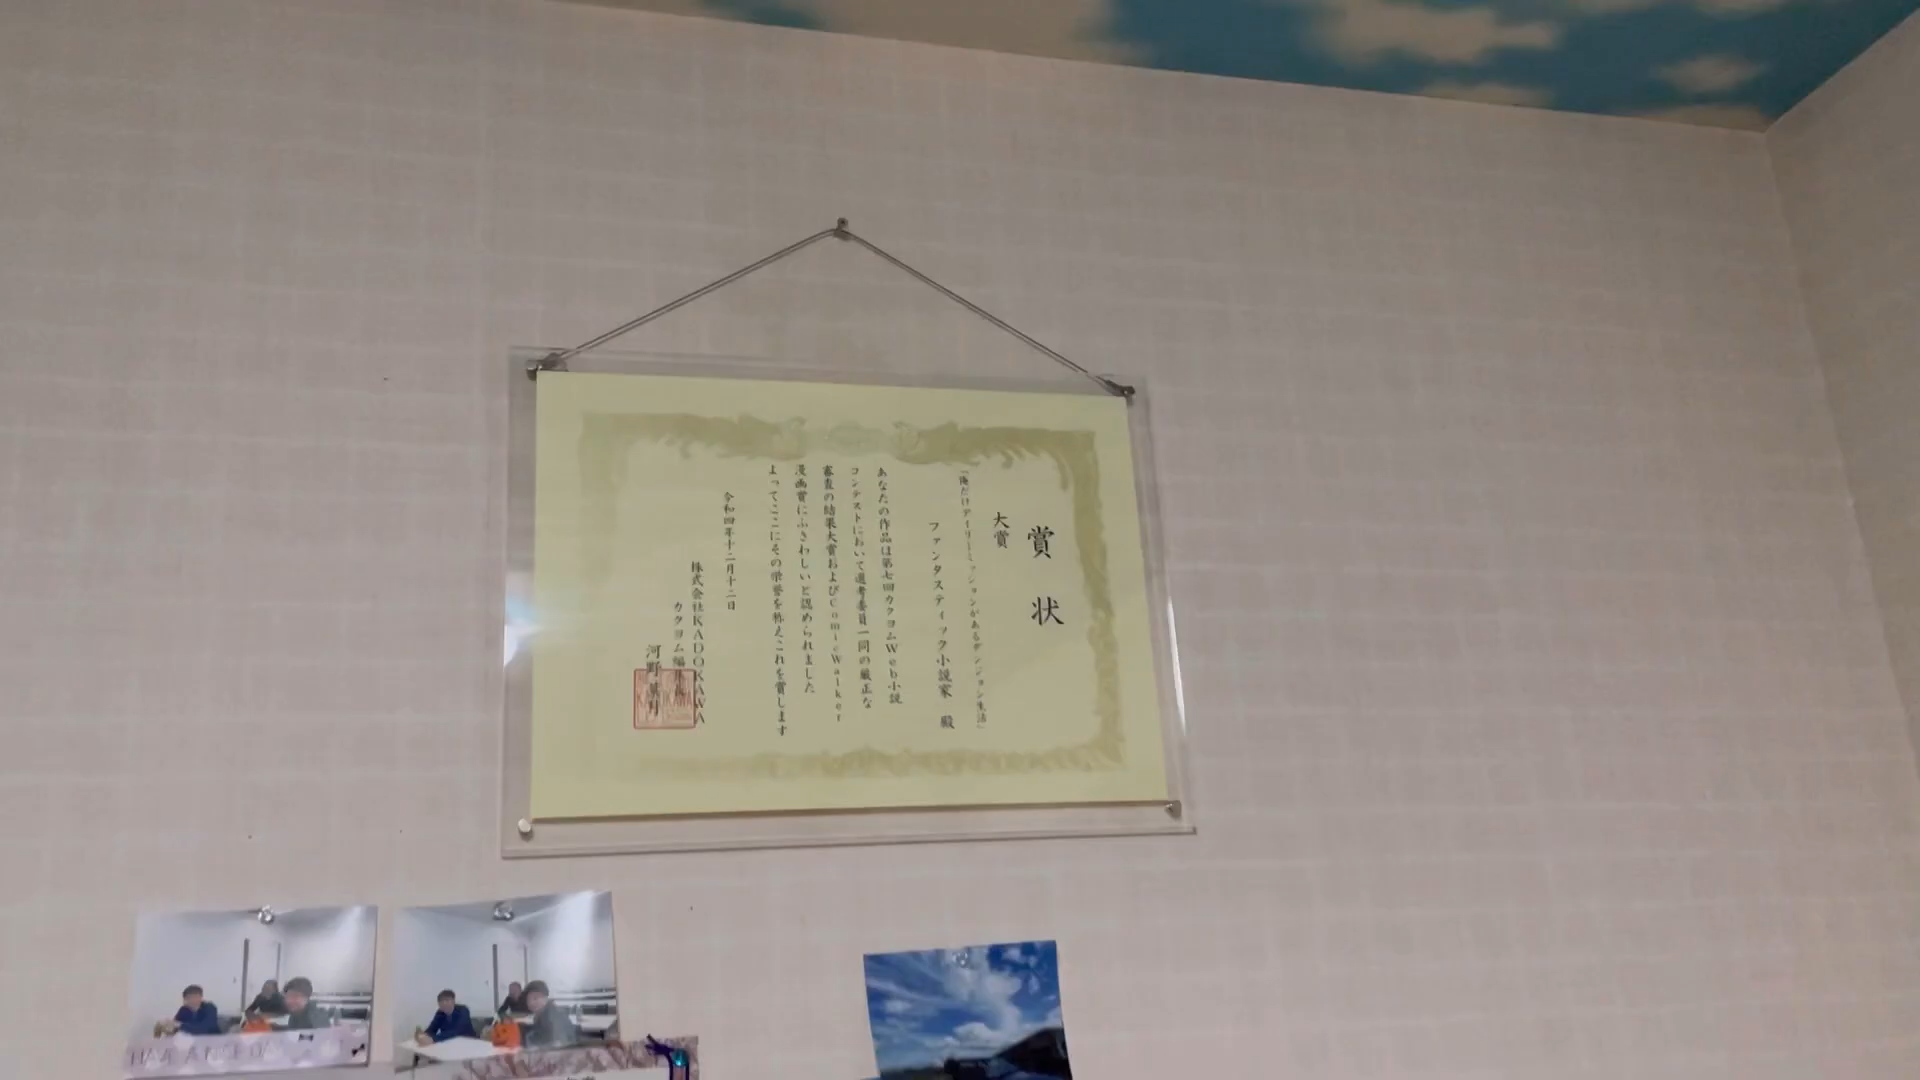 賞状
大賞
「俺だけデイリーミッションがあるダンジョン生活」
ファンタスティック小説家 殿
あなたの作品は第七回カクヨムWeb小説
コンテストにおいて選考委員一同の厳正な
審査の結果大賞およびComicWalker
漫画賞にふさわしいと認められました
よってここにその栄誉を称えこれを賞します
令和四年十二月十二日
株式会社KADOKAWA
カクヨム編集長
河野葉月
HAVE A NICE DAY